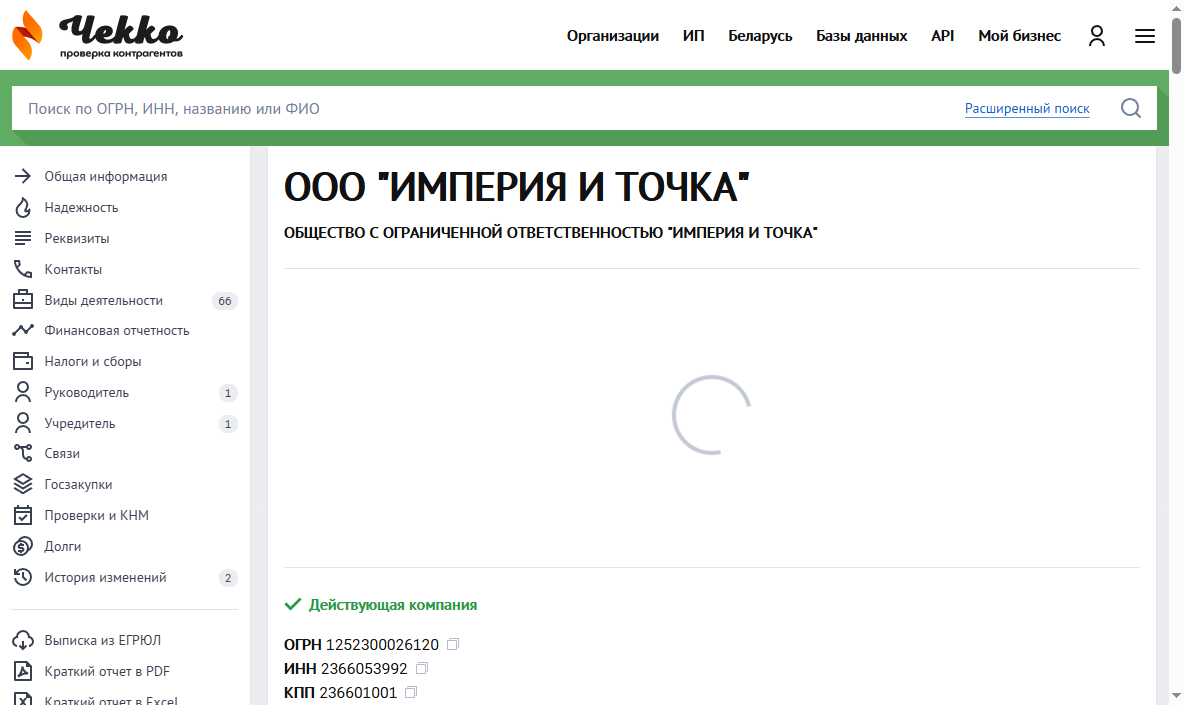 Чекко
проверка контрагентов
Организации ИП Беларусь Базы данных API Мой бизнес
Поиск по ОГРН, ИНН, названию или ФИО Расширенный поиск
Общая информация
Надежность
Реквизиты
Контакты
Виды деятельности 66
Финансовая отчетность
Налоги и сборы
Руководитель 1
Учредитель 1
Связи
Госзакупки
Проверки и КНМ
Долги
История изменений 2
Выписка из ЕГРЮЛ
Краткий отчет в PDF
Краткий отчет в Excel
ООО "ИМПЕРИЯ И ТОЧКА"
ОБЩЕСТВО С ОГРАНИЧЕННОЙ ОТВЕТСТВЕННОСТЬЮ "ИМПЕРИЯ И ТОЧКА"
Действующая компания
ОГРН 1252300026120
ИНН 2366053992
КПП 236601001